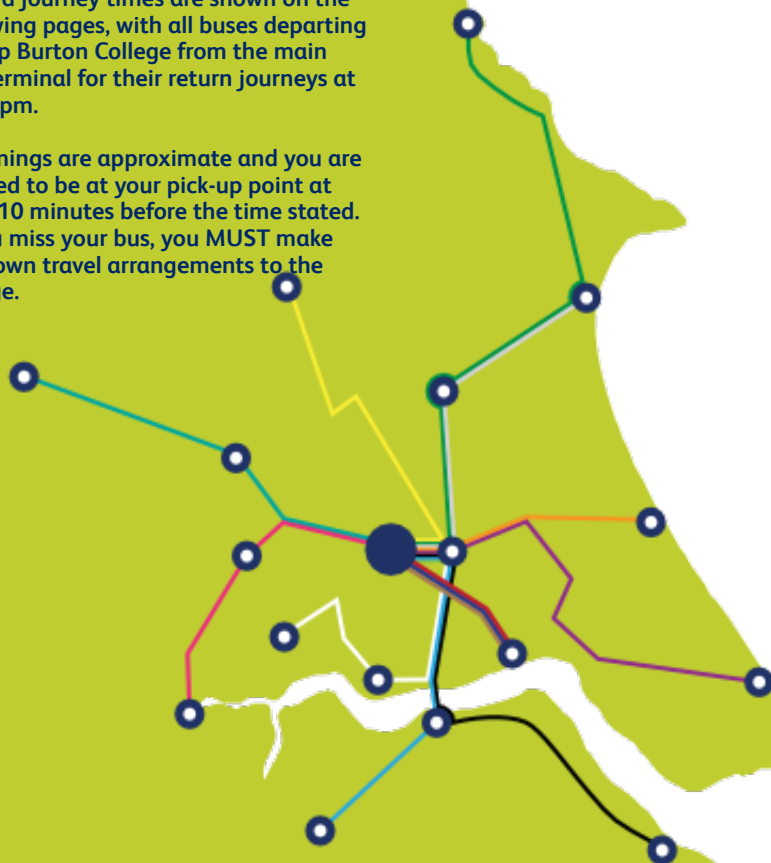 d journey times are shown on the
ving pages, with all buses departing
p Burton College from the main
erminal for their return journeys at
pm.
nings are approximate and you are
ed to be at your pick-up point at
10 minutes before the time stated.
u miss your bus, you MUST make
own travel arrangements to the
ge.